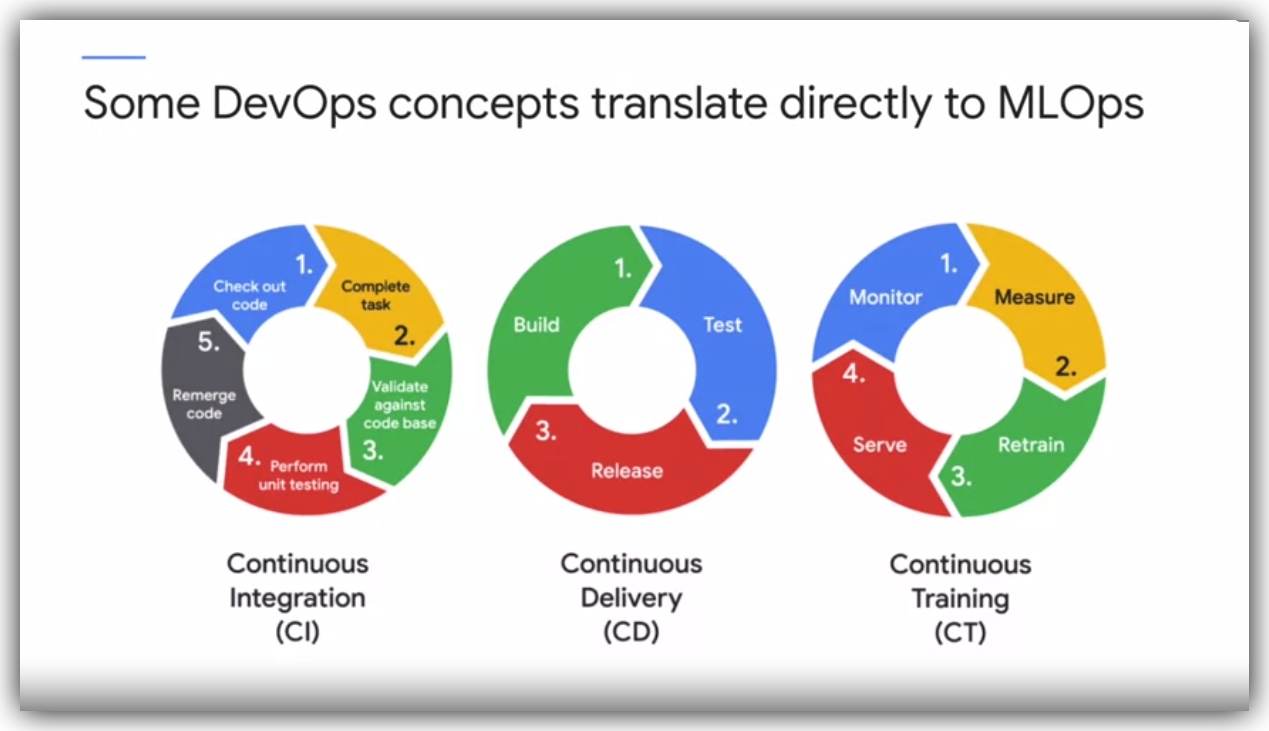 Some DevOps concepts translate directly to MLOps
1.
Check out
code
Complete
task
2.
Validate
against
code base
3.
4.
Perform
unit testing
5.
Remerge
code
Continuous
Integration
(CI)
1.
Build
Test
2.
3.
Release
Continuous
Delivery
(CD)
1.
Monitor
Measure
2.
Retrain
3.
4.
Serve
Continuous
Training
(CT)